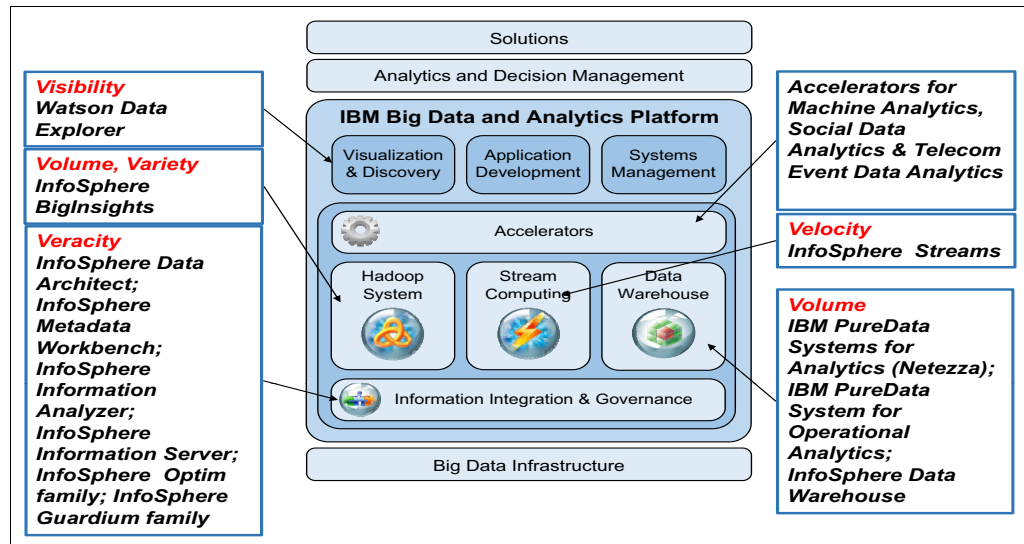 Solutions
Analytics and Decision Management
Visibility
Watson Data
Explorer
Volume, Variety
InfoSphere
BigInsights
Veracity
InfoSphere Data
Architect;
InfoSphere
Metadata
Workbench;
InfoSphere
Information
Analyzer;
InfoSphere
Information Server;
InfoSphere Optim
family; InfoSphere
Guardium family
IBM Big Data and Analytics Platform
Visualization
& Discovery
Application
Development
Systems
Management
Accelerators
Hadoop
System
Stream
Computing
Data
Warehouse
Information Integration & Governance
Big Data Infrastructure
Accelerators for
Machine Analytics,
Social Data
Analytics & Telecom
Event Data Analytics
Velocity
InfoSphere Streams
Volume
IBM PureData
Systems for
Analytics (Netezza);
IBM PureData
System for
Operational
Analytics;
InfoSphere Data
Warehouse